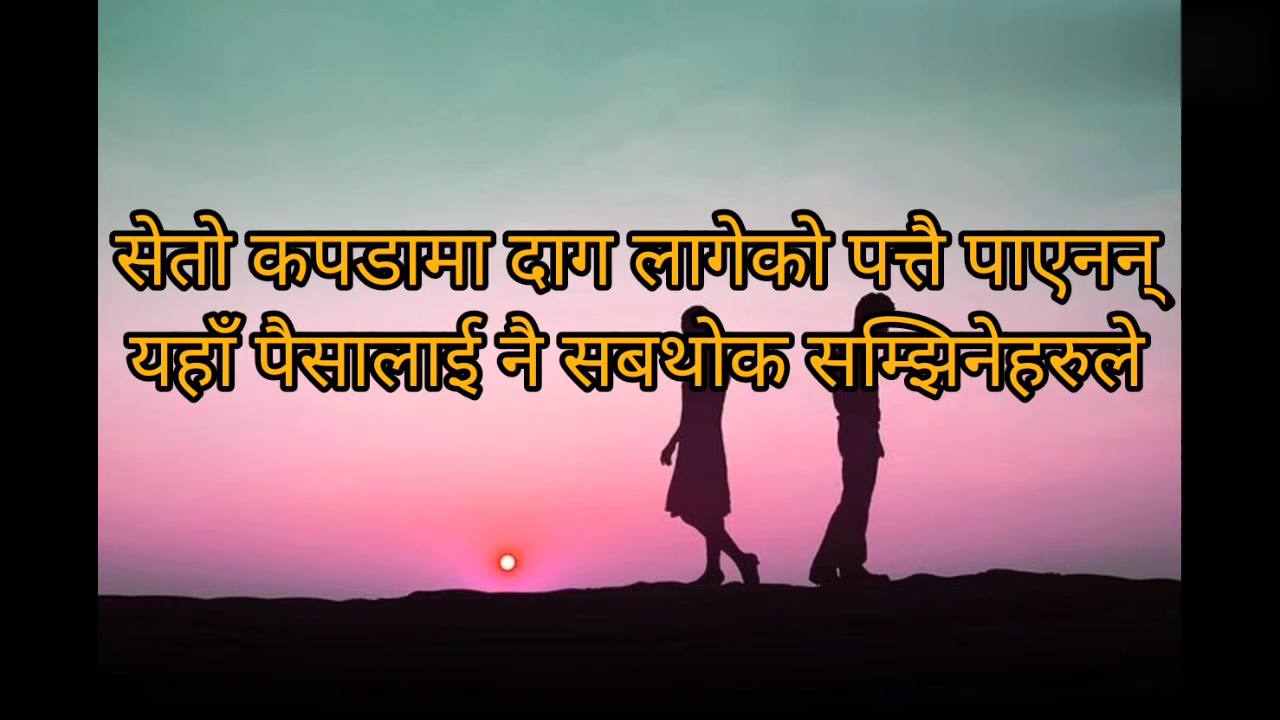 सेतो कपडामा दाग लागेको पत्तै पाएनन्
यहाँ पैसालाई नै सबथोक सम्झिनेहरुले